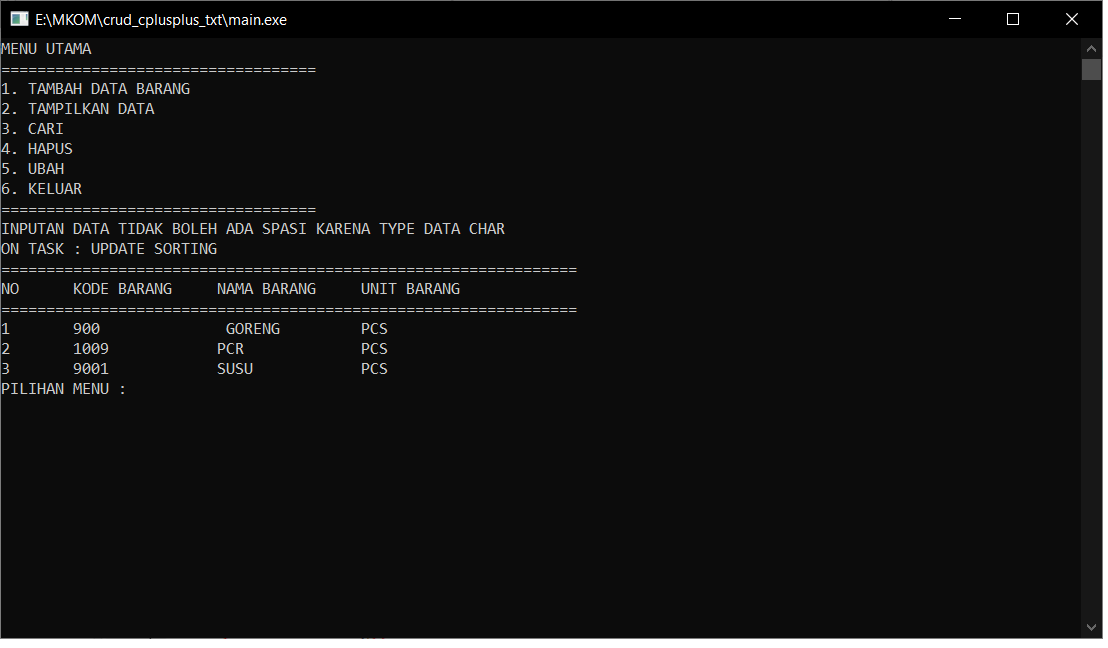 E:\MKOM\crud_cplusplus_txt\main.exe
MENU UTAMA
===================================
1. TAMBAH DATA BARANG
2. TAMPILKAN DATA
3. CARI
4. HAPUS
5. UBAH
6. KELUAR
===================================
INPUTAN DATA TIDAK BOLEH ADA SPASI KARENA TYPE DATA CHAR
ON TASK : UPDATE SORTING
================================================================
NO      KODE BARANG     NAMA BARANG     UNIT BARANG
================================================================
1       900              GORENG         PCS
2       1009            PCR             PCS
3       9001            SUSU            PCS
PILIHAN MENU :